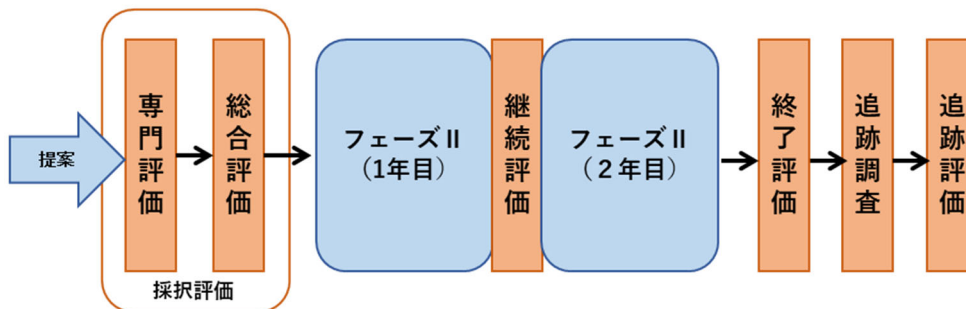 提案
専門評価
総合評価
採択評価
フェーズⅡ
（1年目）
継続評価
フェーズⅡ
（２年目）
終了評価
追跡調査
追跡評価